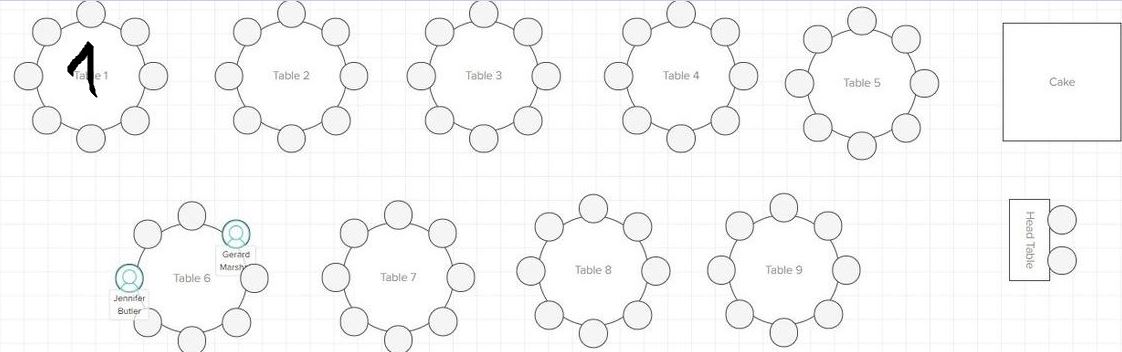 1
Table 1
Table 2
Table 3
Table 4
Table 5
Cake
Gerard
Table 6
Jennifer
Butler
Table 7
Table 8
Table 9
Head Table